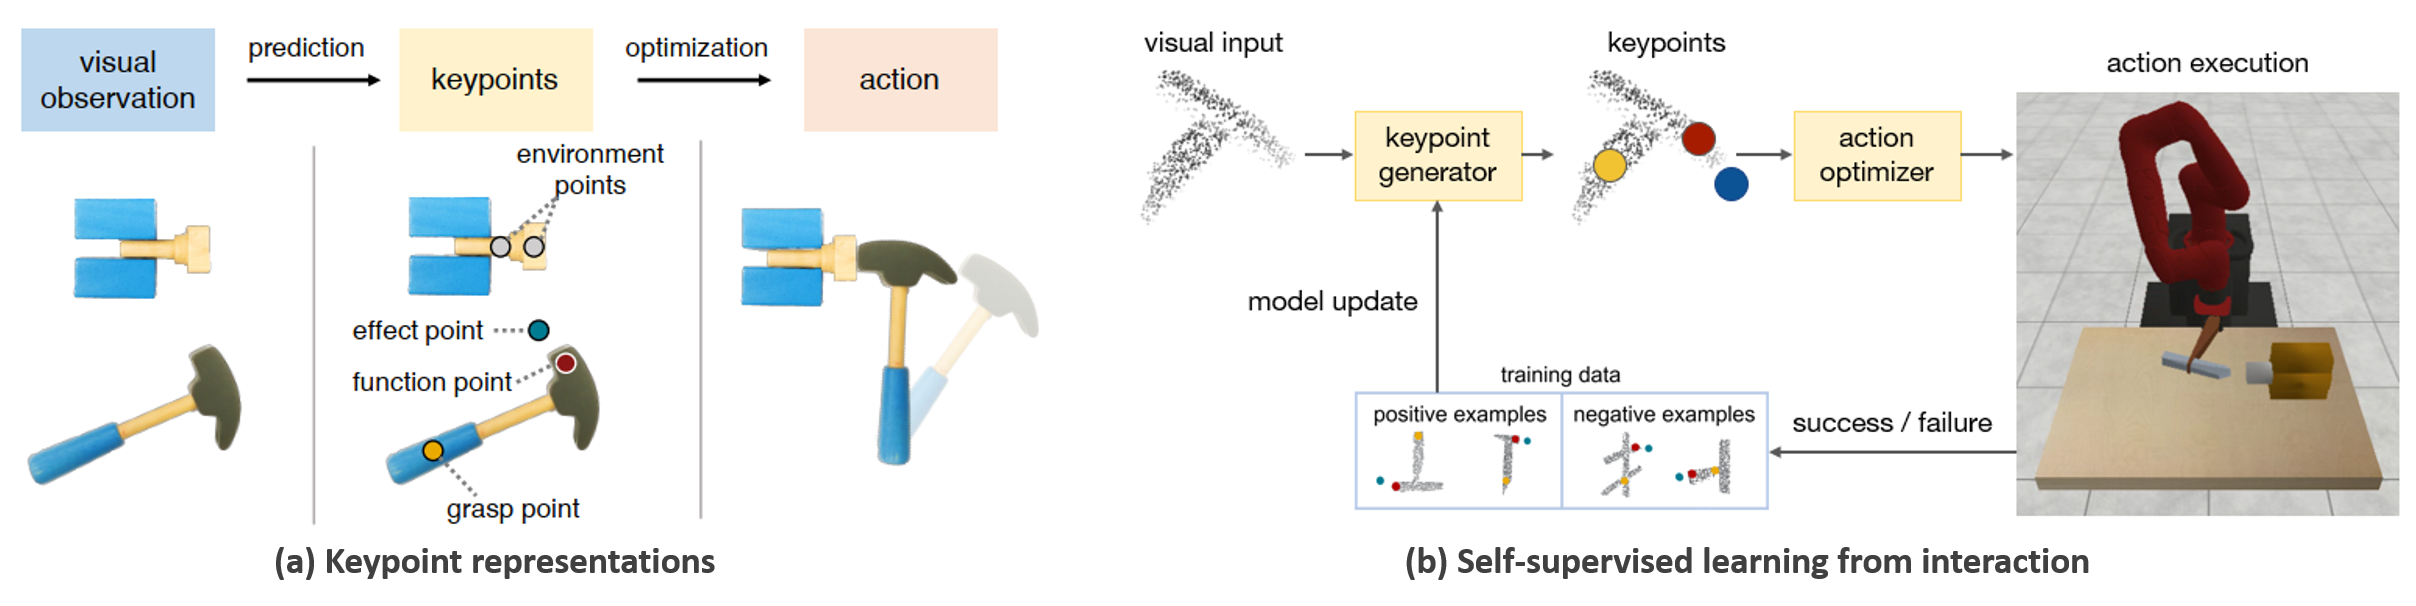 visual
observation
prediction
keypoints
optimization
action
environment
points
effect point
function point
grasp point
(a) Keypoint representations
visual input
keypoint
generator
keypoints
action
optimizer
action execution
model update
training data
positive examples
negative examples
success / failure
(b) Self-supervised learning from interaction